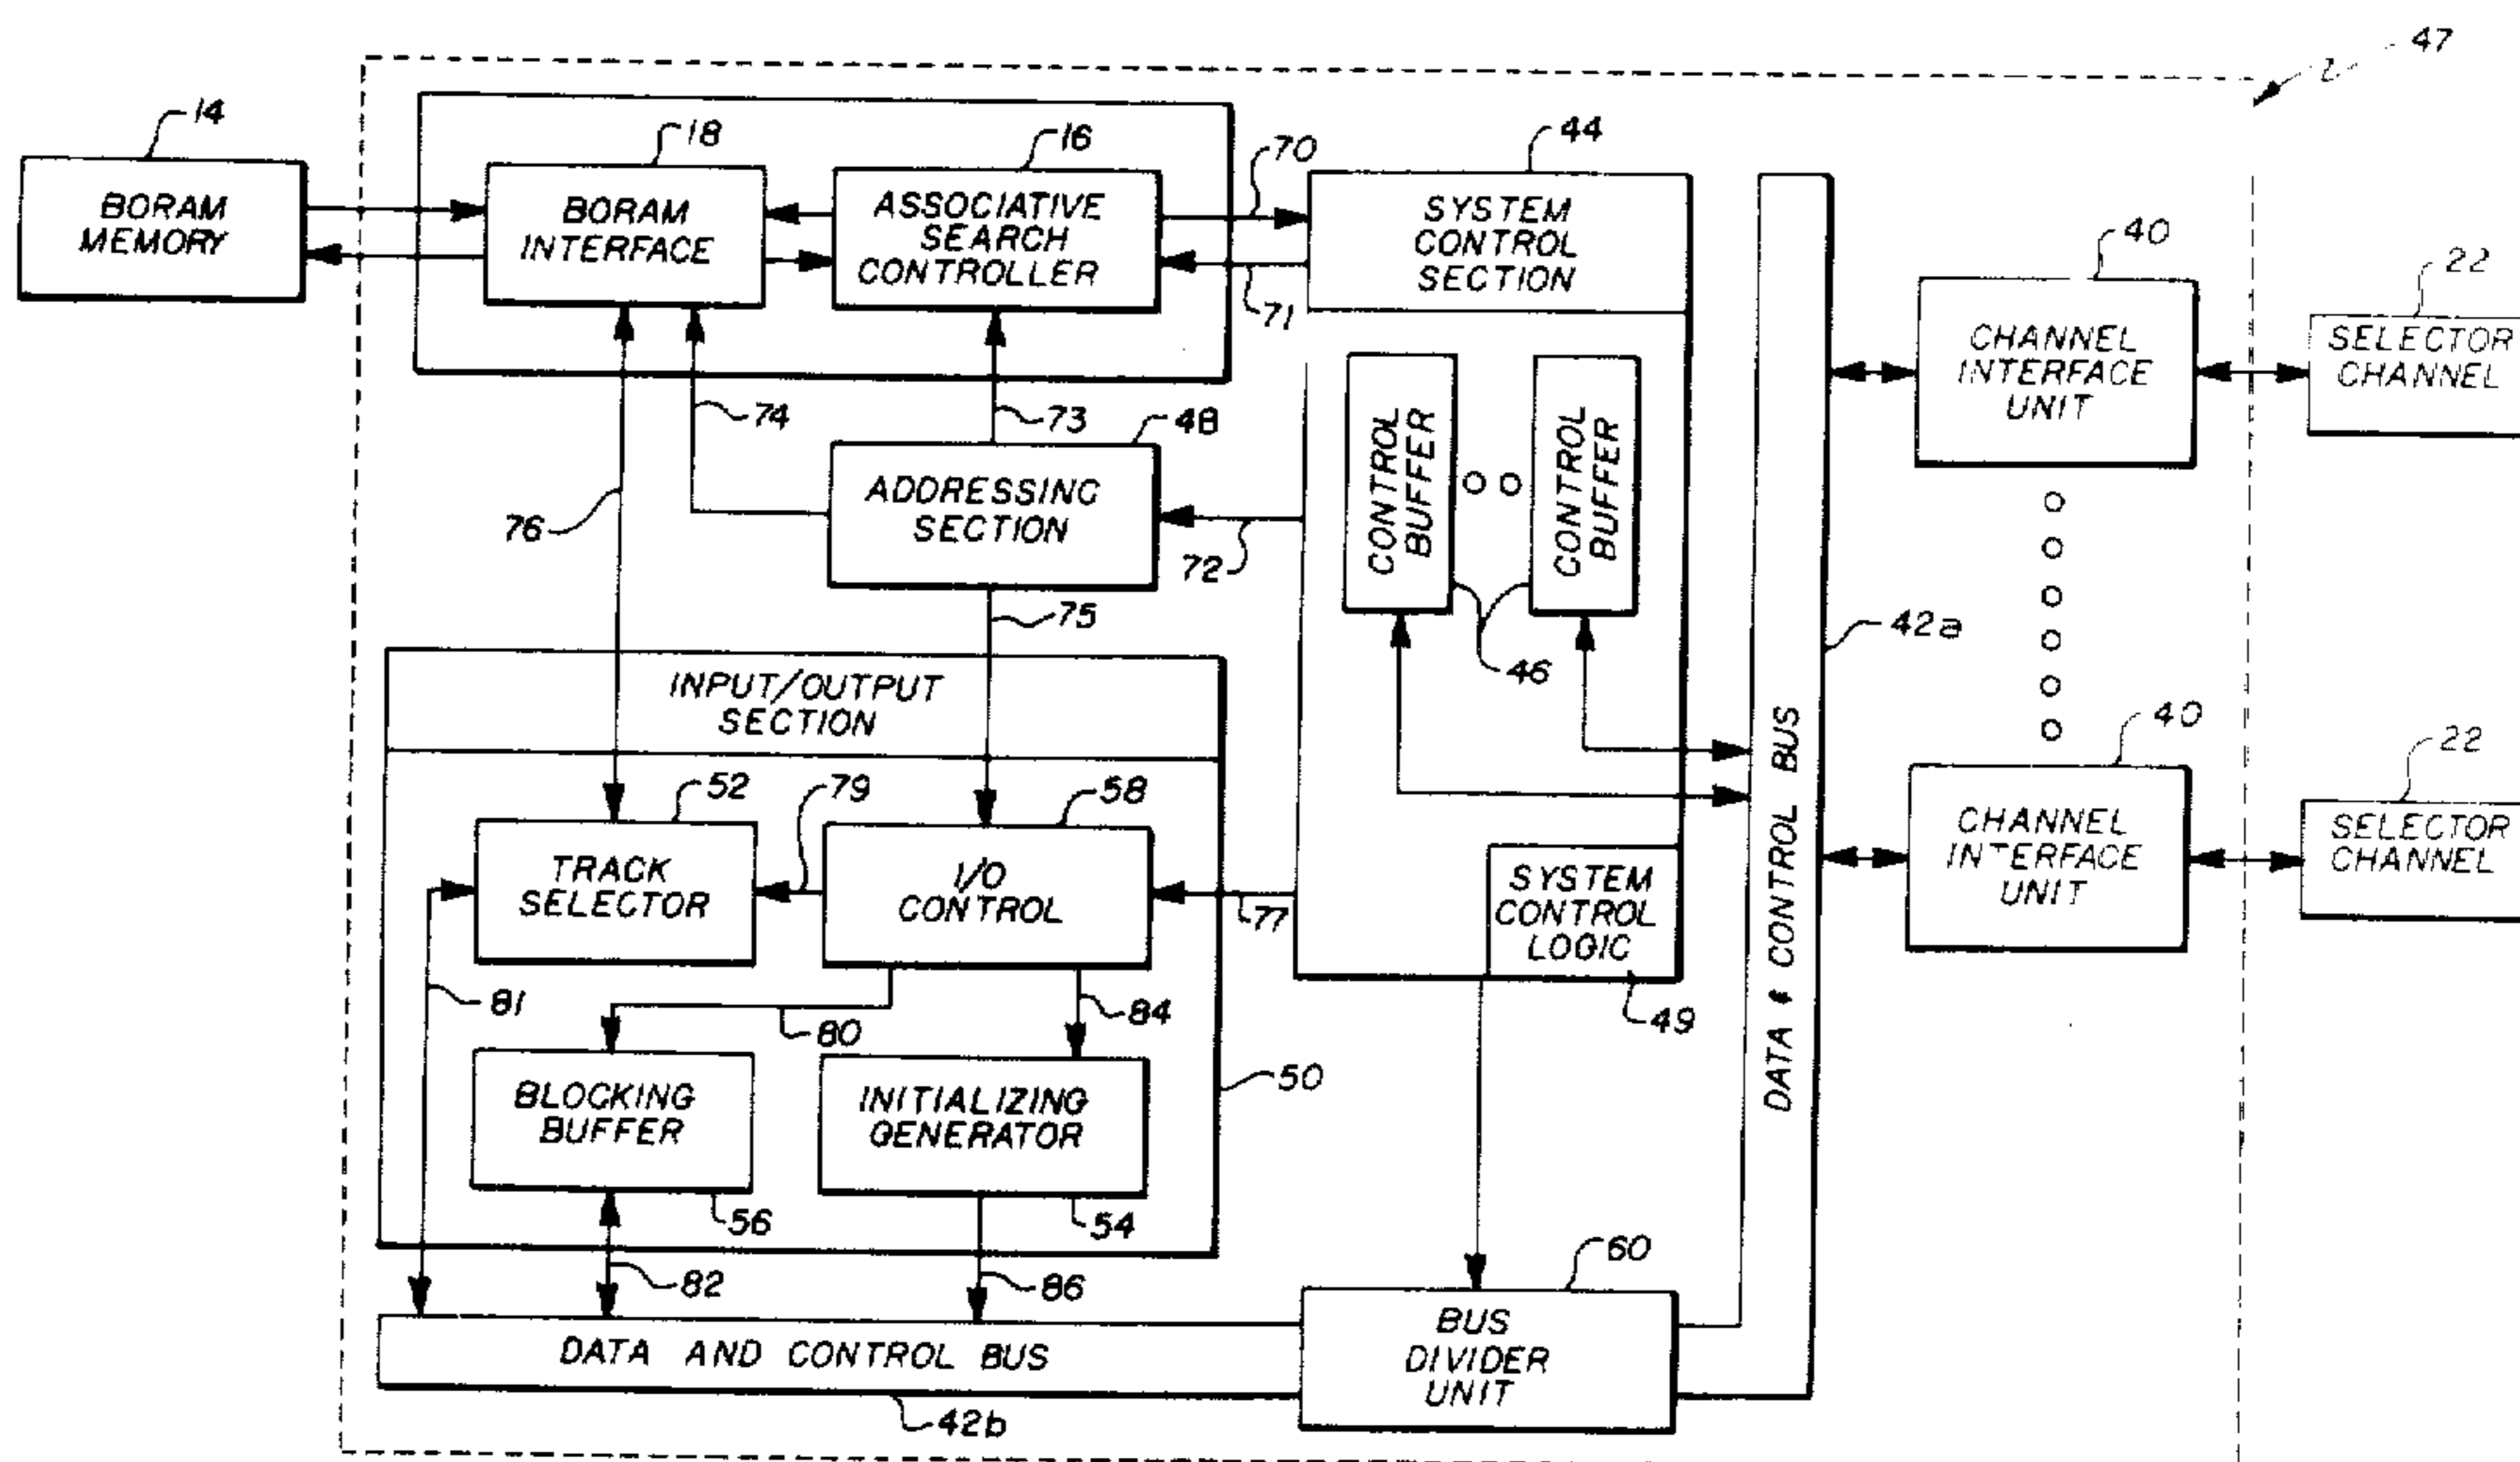 47
14
18
16
70
44
BORAM
MEMORY
BORAM
INTERFACE
ASSOCIATIVE
SEARCH
CONTROLLER
SYSTEM
CONTROL
SECTION
71
40
22
CHANNEL
INTERFACE
UNIT
SELECTOR
CHANNEL
74
73
48
CONTROL
BUFFER
CONTROL
BUFFER
ADDRESSING
SECTION
76
72
75
46
42a
INPUT/OUTPUT
SECTION
DATA & CONTROL BUS
40
22
52
79
58
TRACK
SELECTOR
I/O
CONTROL
77
SYSTEM
CONTROL
LOGIC
CHANNEL
INTERFACE
UNIT
SELECTOR
CHANNEL
81
80
84
49
50
BLOCKING
BUFFER
INITIALIZING
GENERATOR
56
54
82
86
60
DATA AND CONTROL BUS
BUS
DIVIDER
UNIT
42b